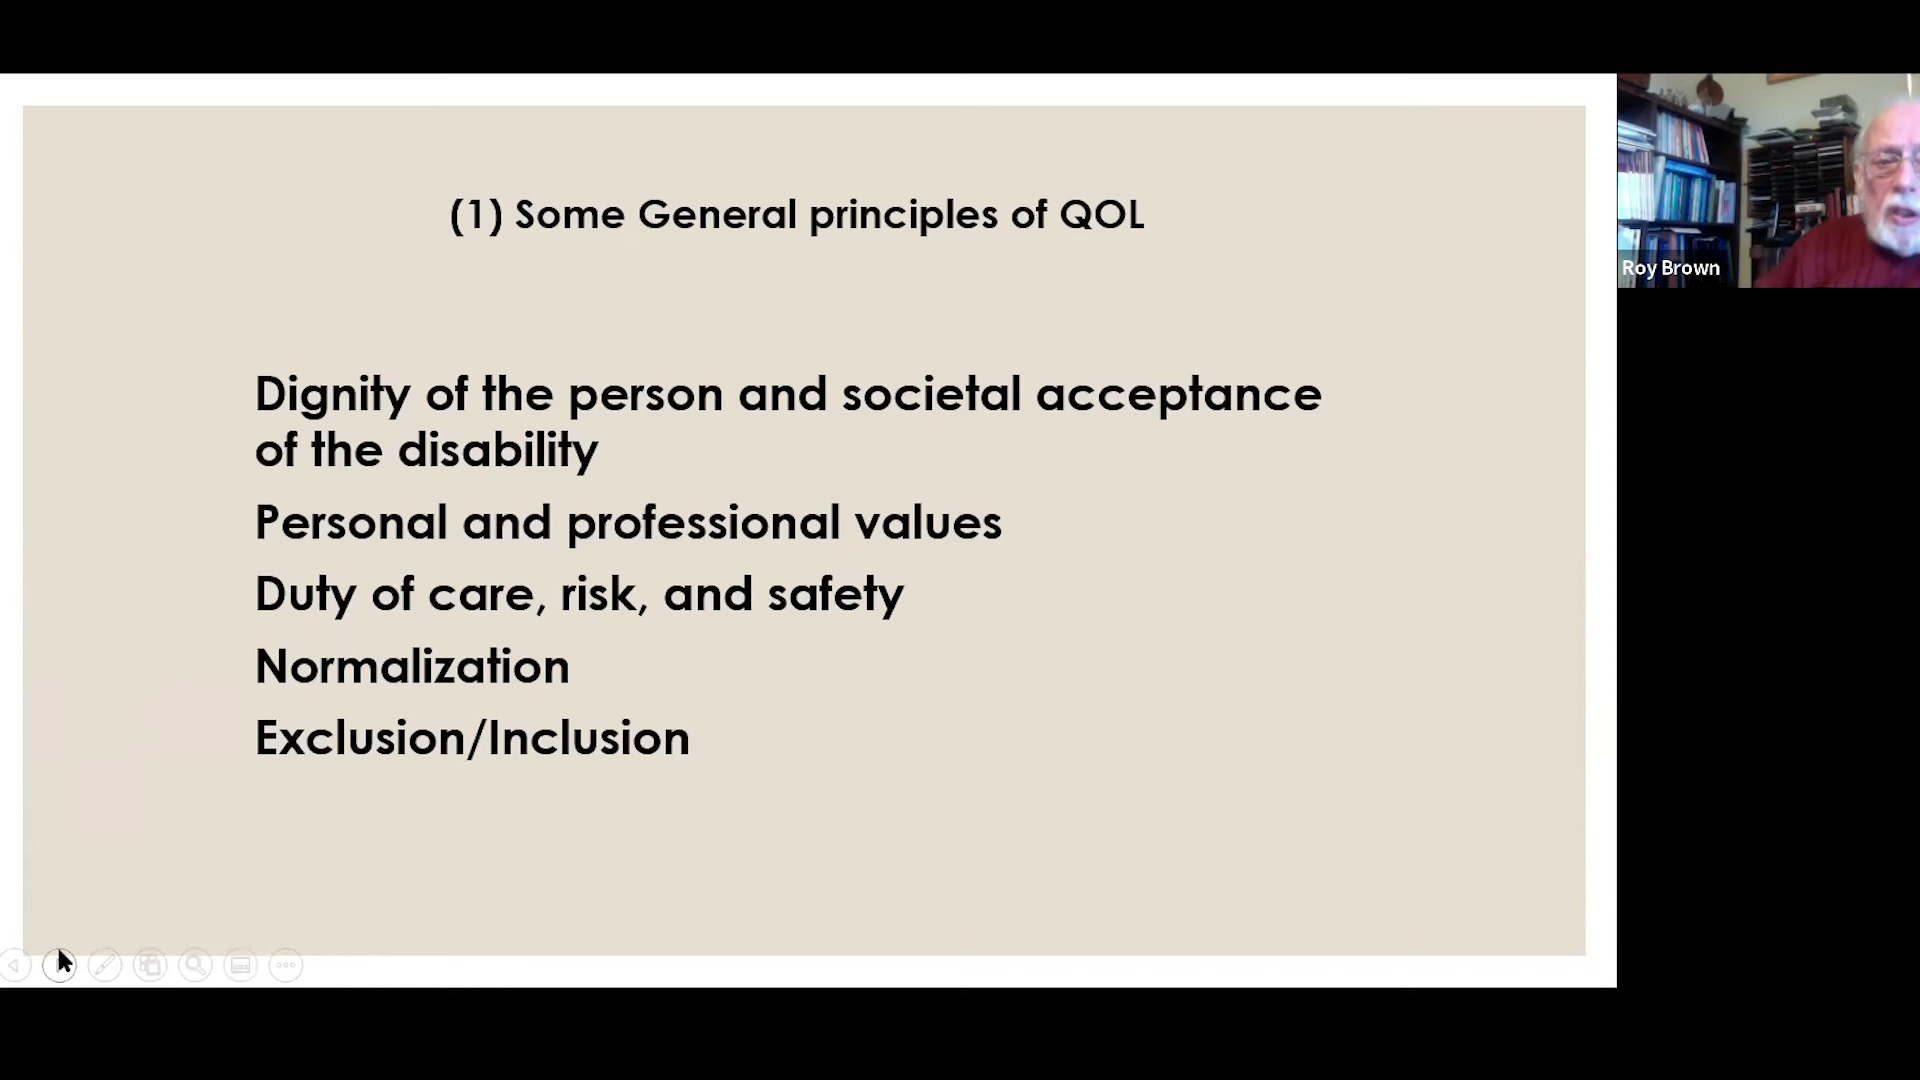 (1) Some General principles of QOL
Dignity of the person and societal acceptance
of the disability
Personal and professional values
Duty of care, risk, and safety
Normalization
Exclusion/Inclusion
Roy Brown